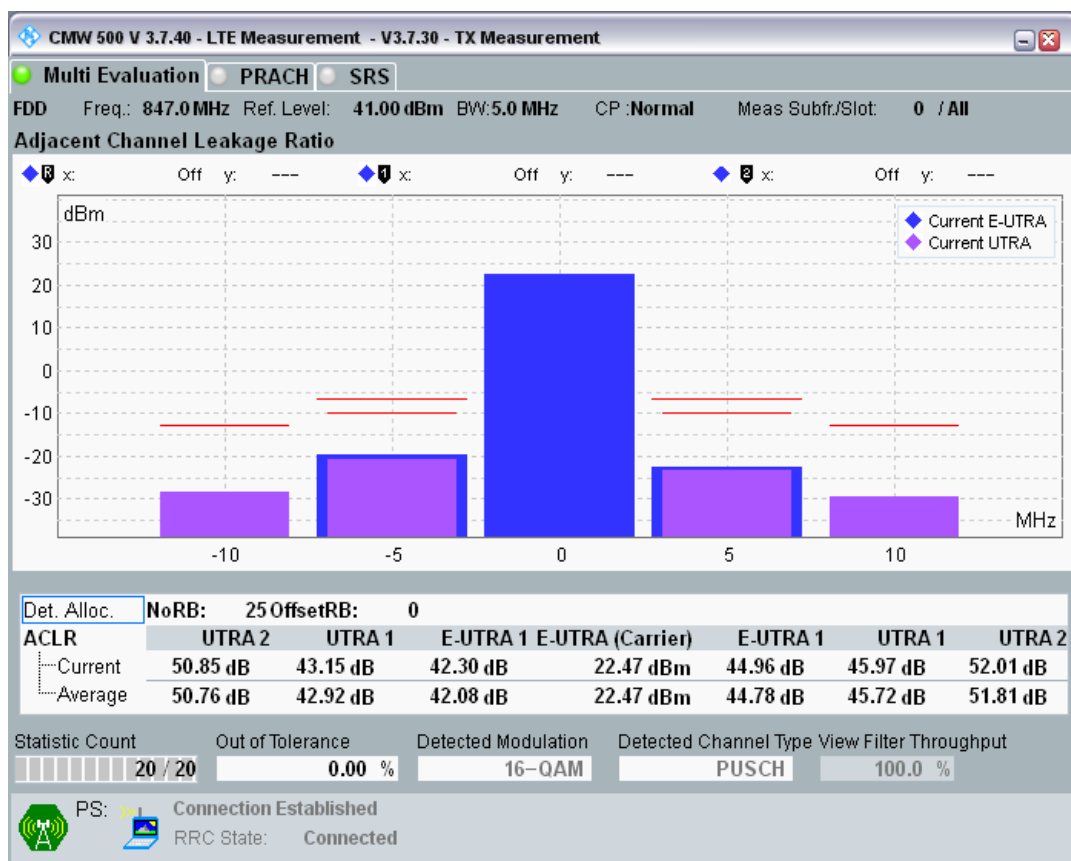 CMW 500 V 3.7.40 - LTE Measurement - V3.7.30 - TX Measurement
Multi Evaluation PRACH SRS
FDD Freq.: 847.0 MHz Ref. Level: 41.00 dBm BW:5.0 MHz CP :Normal Meas Subfr./Slot: 0 / All
Adjacent Channel Leakage Ratio
R x: Off y: --- 1 x: Off y: --- 2 x: Off y: ---
dBm
Current E-UTRA
Current UTRA
30
20
10
0
-10
-20
-30
MHz
-10 -5 0 5 10
Det. Alloc. NoRB: 25 OffsetRB: 0
ACLR UTRA 2 UTRA 1 E-UTRA 1 E-UTRA (Carrier) E-UTRA 1 UTRA 1 UTRA 2
Current 50.85 dB 43.15 dB 42.30 dB 22.47 dBm 44.96 dB 45.97 dB 52.01 dB
Average 50.76 dB 42.92 dB 42.08 dB 22.47 dBm 44.78 dB 45.72 dB 51.81 dB
Statistic Count Out of Tolerance Detected Modulation Detected Channel Type View Filter Throughput
20 / 20 0.00 % 16-QAM PUSCH 100.0 %
PS: Connection Established
RRC State: Connected